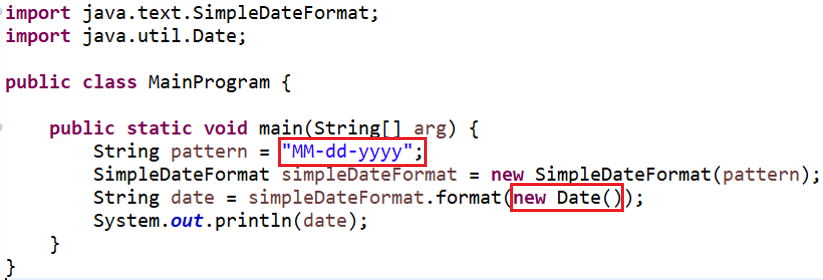 import java.text.SimpleDateFormat;
import java.util.Date;
public class MainProgram {
public static void main(String[] arg) {
String pattern = "MM-dd-yyyy";
SimpleDateFormat simpleDateFormat = new SimpleDateFormat(pattern);
String date = simpleDateFormat.format(new Date());
System.out.println(date);
}
}